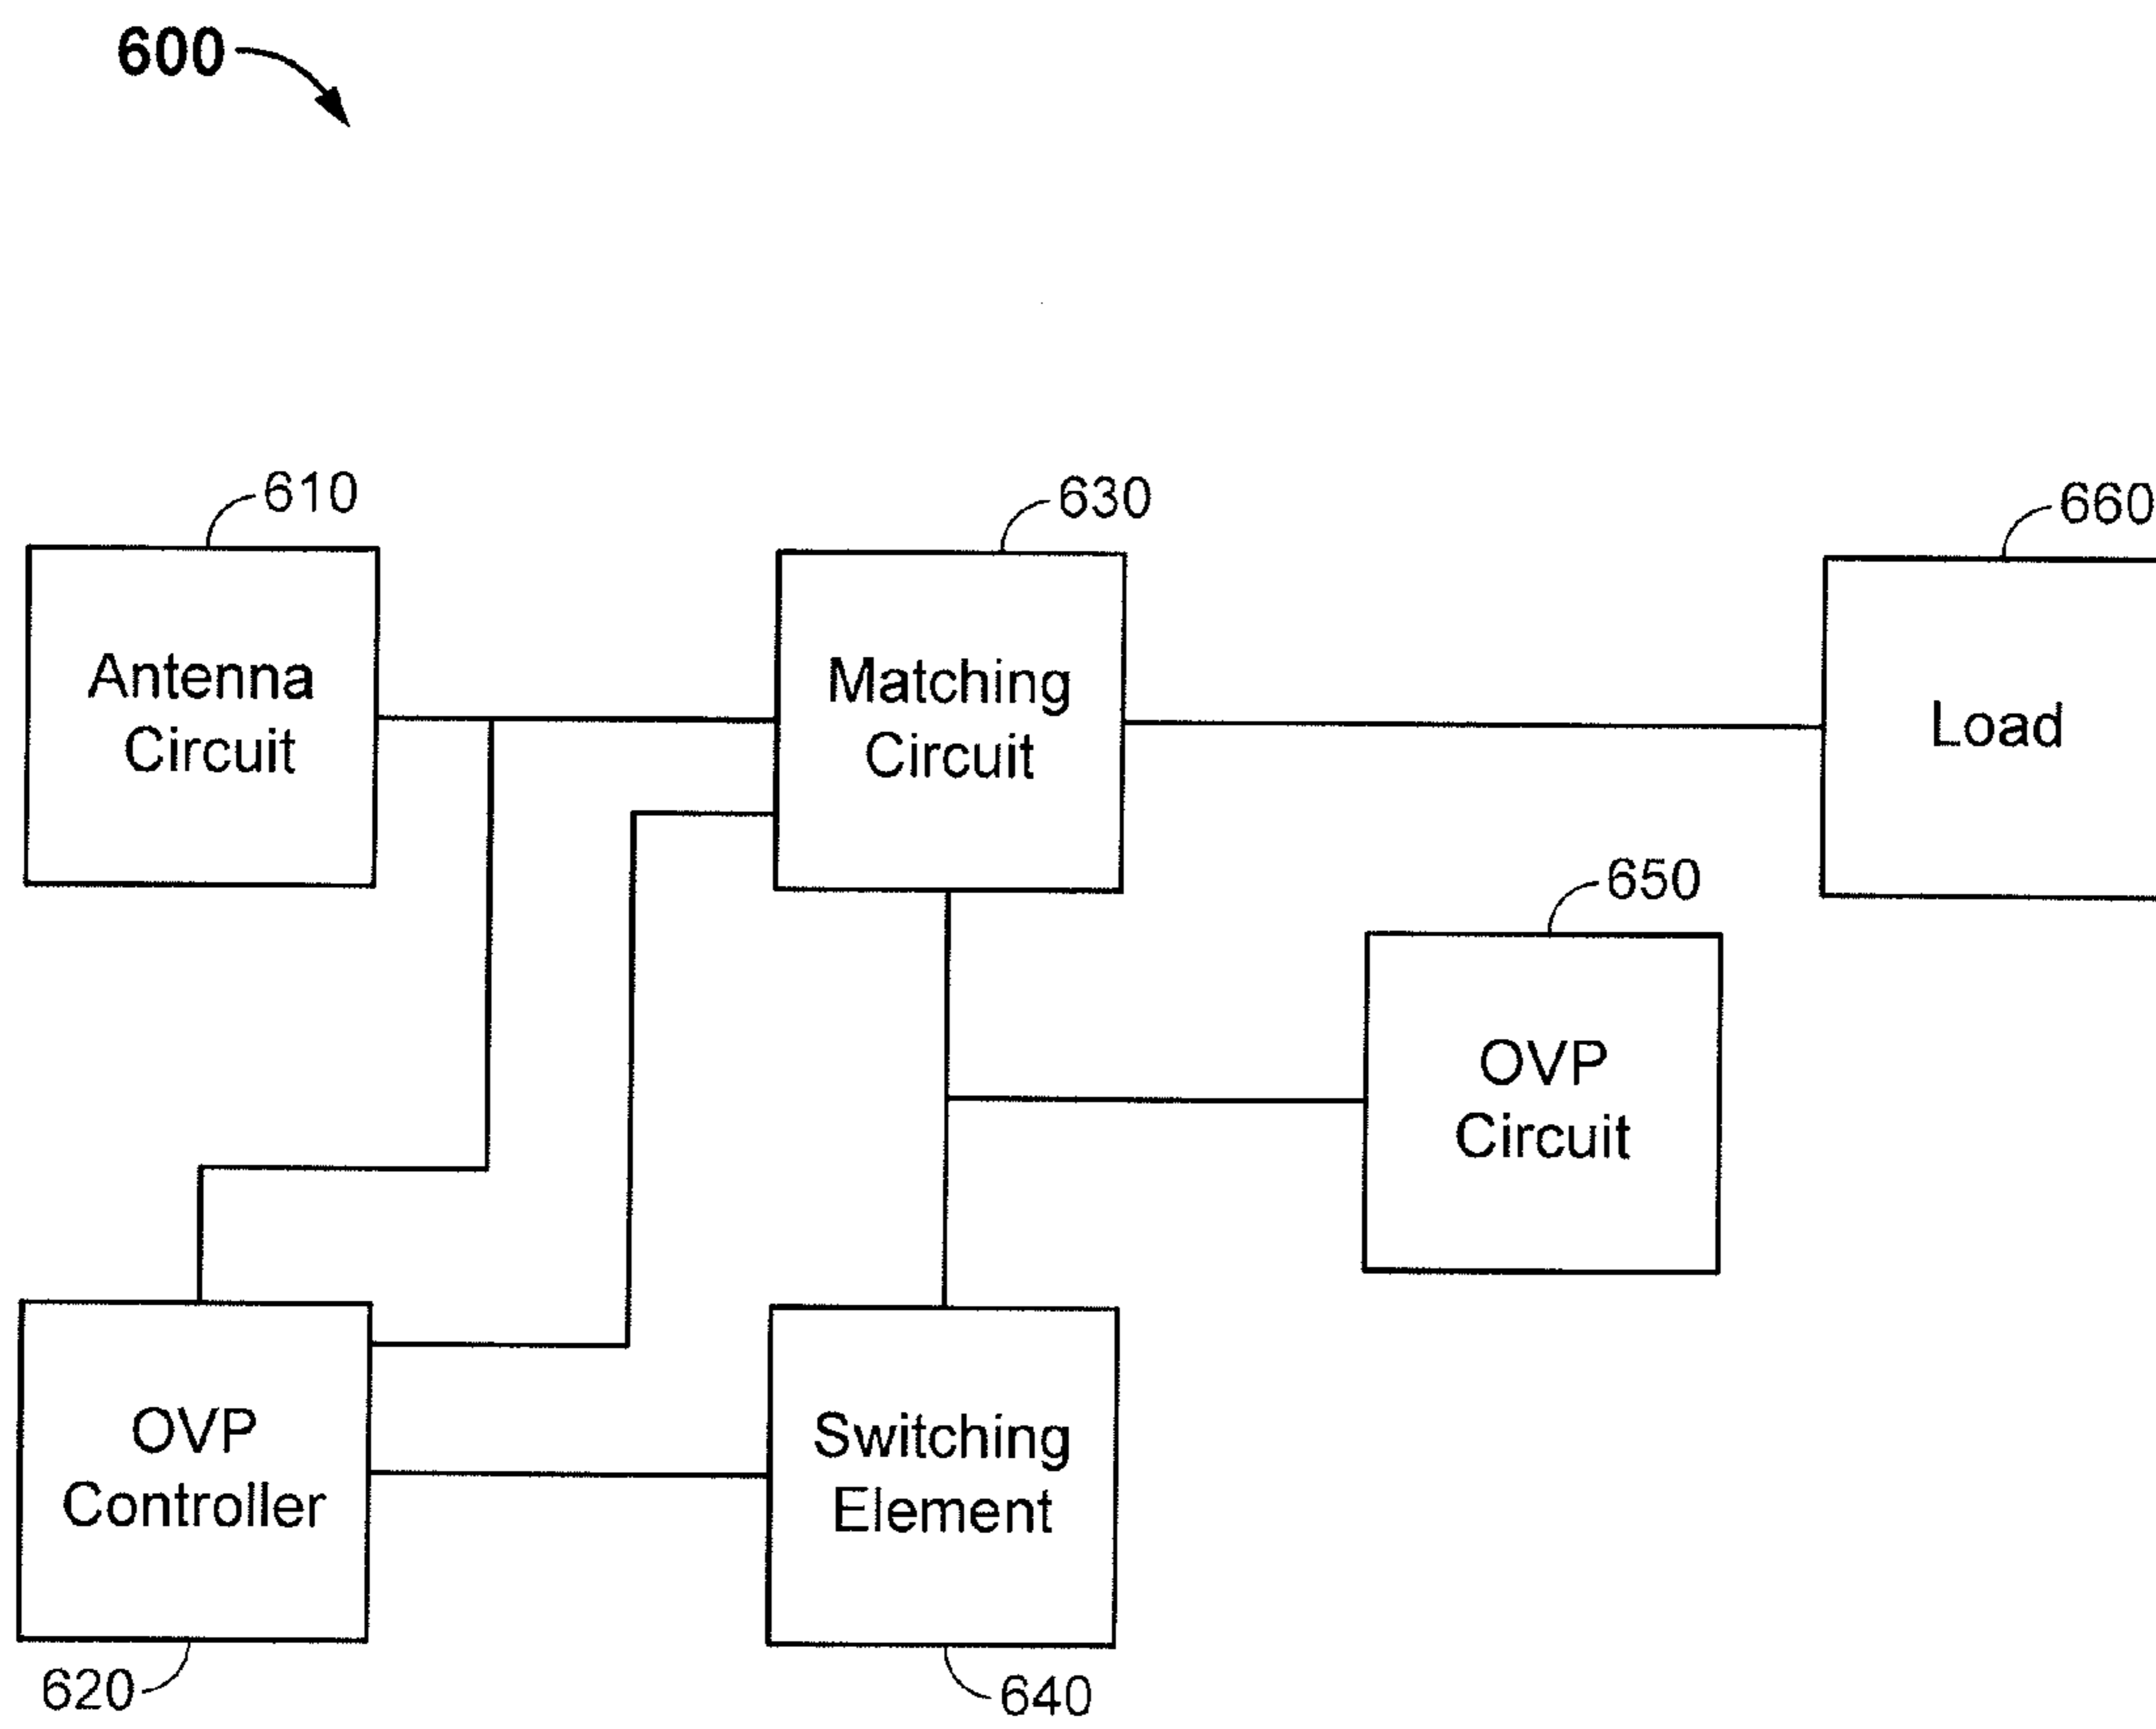 600
610
630
660
Antenna
Circuit
Matching
Circuit
Load
650
OVP
Circuit
OVP
Controller
Switching
Element
620
640